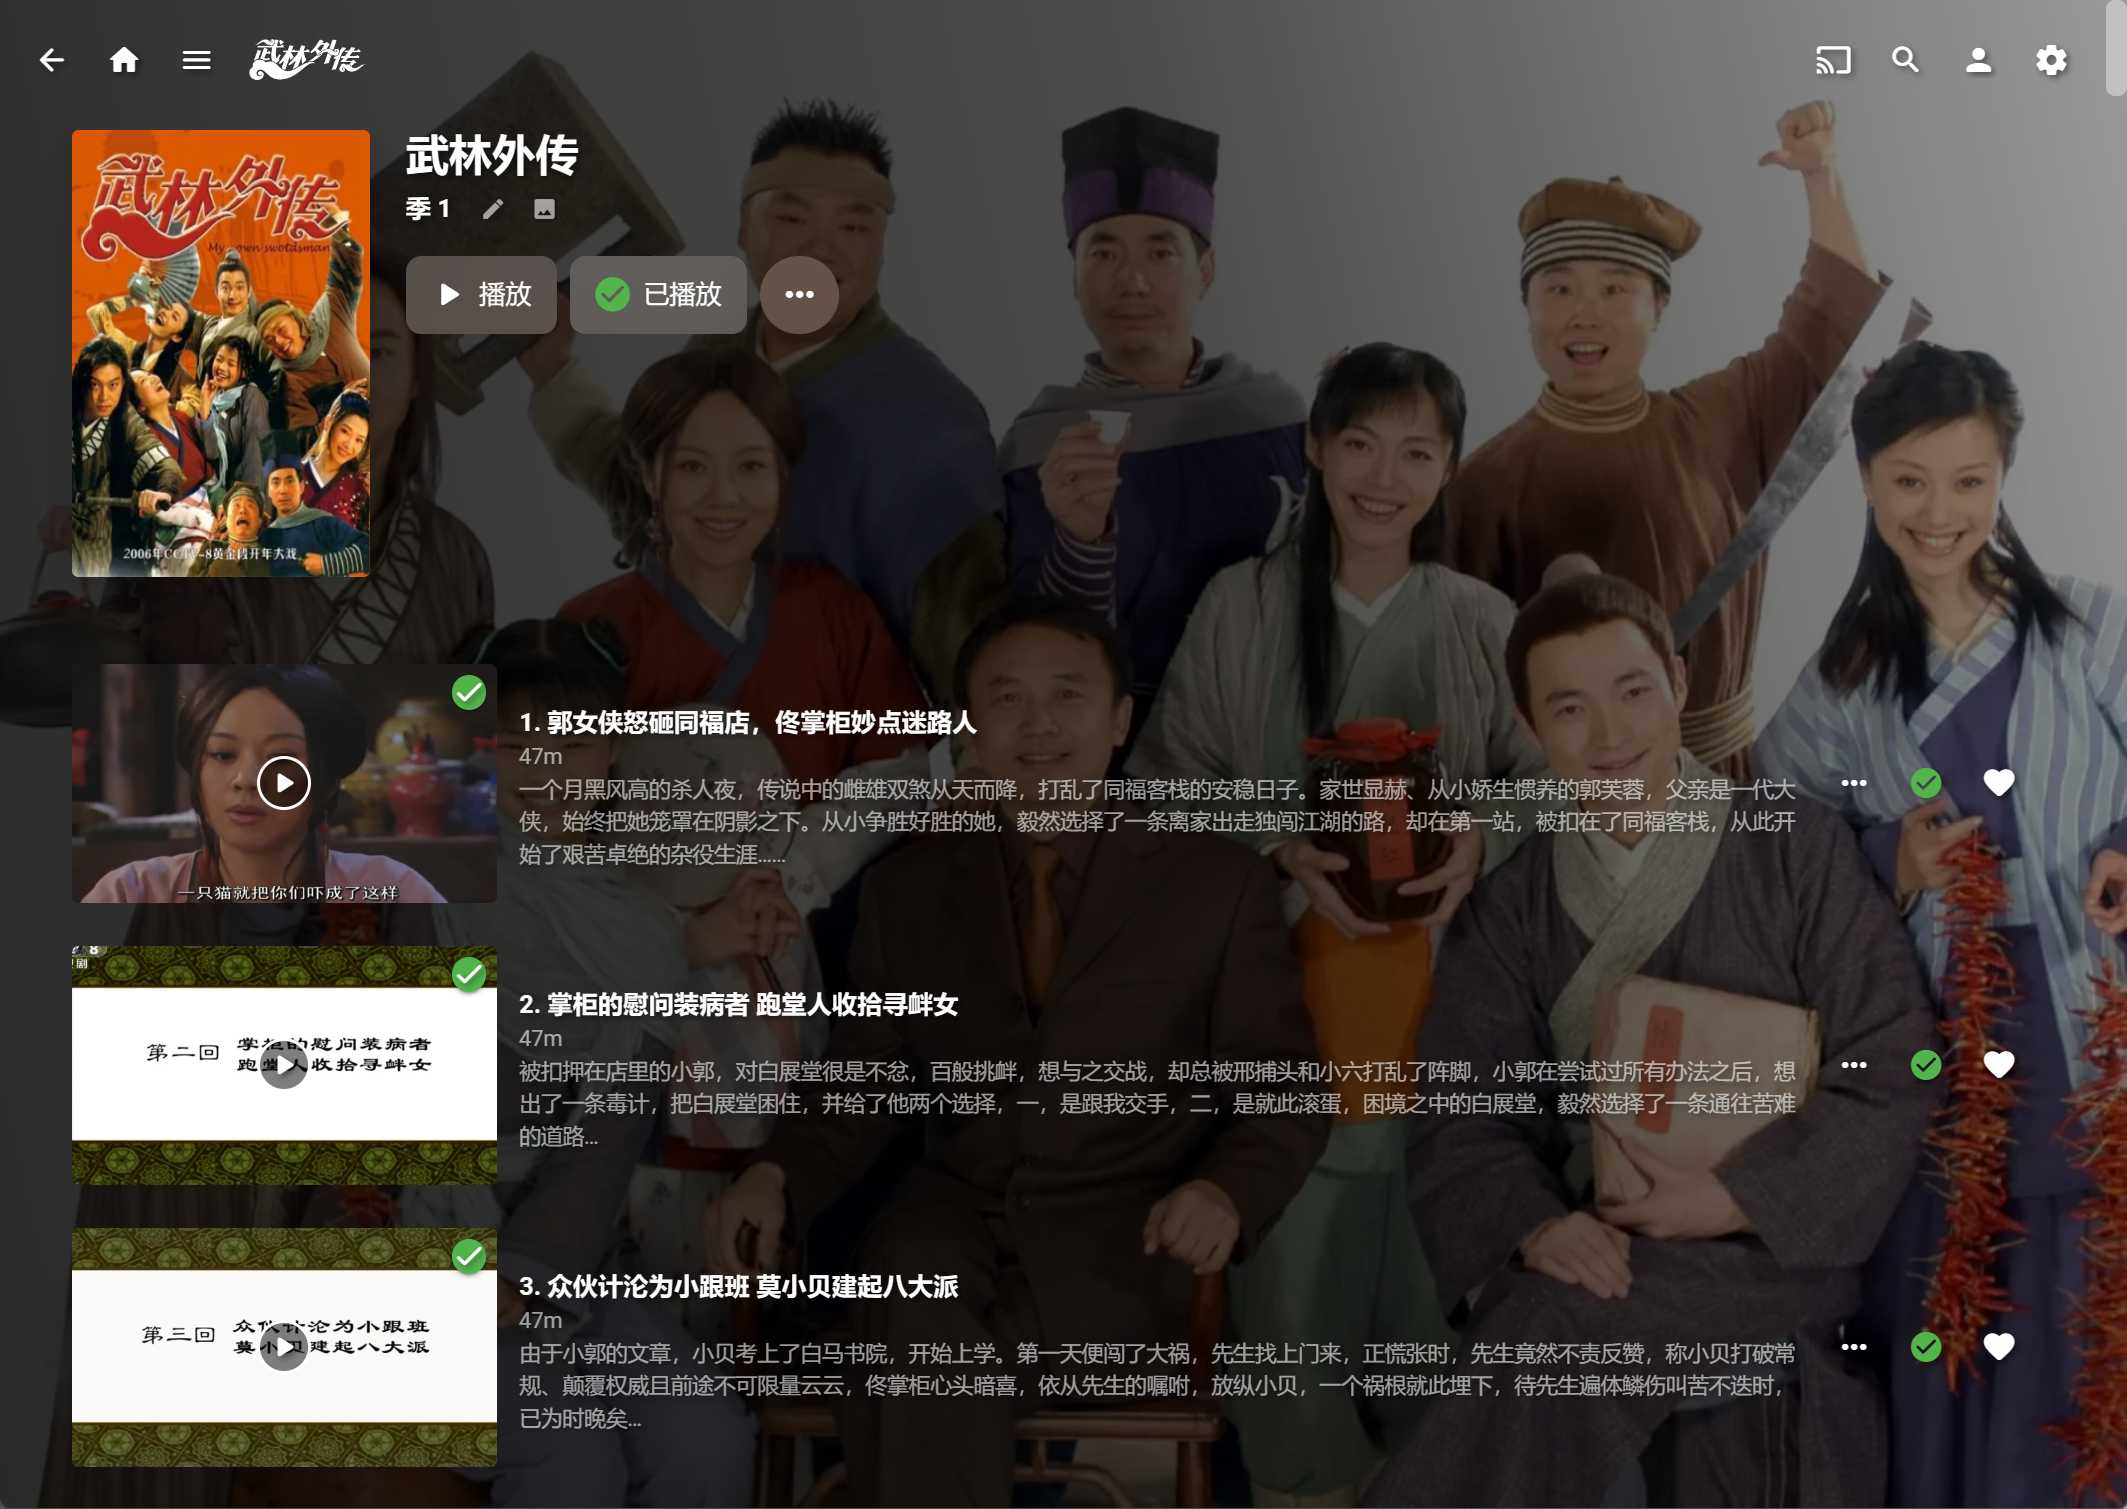 武林外传
武林外传
My own swordsman
2006年CCTV-8黄金段开年大戏
武林外传
季 1
播放
已播放
一只猫就把你们吓成了这样
1. 郭女侠怒砸同福店，佟掌柜妙点迷路人
47m
一个月黑风高的杀人夜，传说中的雌雄双煞从天而降，打乱了同福客栈的安稳日子。家世显赫、从小娇生惯养的郭芙蓉，父亲是一代大
侠，始终把她笼罩在阴影之下。从小争胜好胜的她，毅然选择了一条离家出走独闯江湖的路，却在第一站，被扣在了同福客栈，从此开
始了艰苦卓绝的杂役生涯……
8
剧
第二回
掌柜的慰问装病者
跑堂人收拾寻衅女
2. 掌柜的慰问装病者 跑堂人收拾寻衅女
47m
被扣押在店里的小郭，对白展堂很是不忿，百般挑衅，想与之交战，却总被邢捕头和小六打乱了阵脚，小郭在尝试过所有办法之后，想
出了一条毒计，把白展堂困住，并给了他两个选择，一，是跟我交手，二，是就此滚蛋，困境之中的白展堂，毅然选择了一条通往苦难
的道路...
第三回
众伙计沦为小跟班
莫小贝建起八大派
3. 众伙计沦为小跟班 莫小贝建起八大派
47m
由于小郭的文章，小贝考上了白马书院，开始上学。第一天便闯了大祸，先生找上门来，正慌张时，先生竟然不责反赞，称小贝打破常
规、颠覆权威且前途不可限量云云，佟掌柜心头暗喜，依从先生的嘱咐，放纵小贝，一个祸根就此埋下，待先生遍体鳞伤叫苦不迭时，
已为时晚矣...